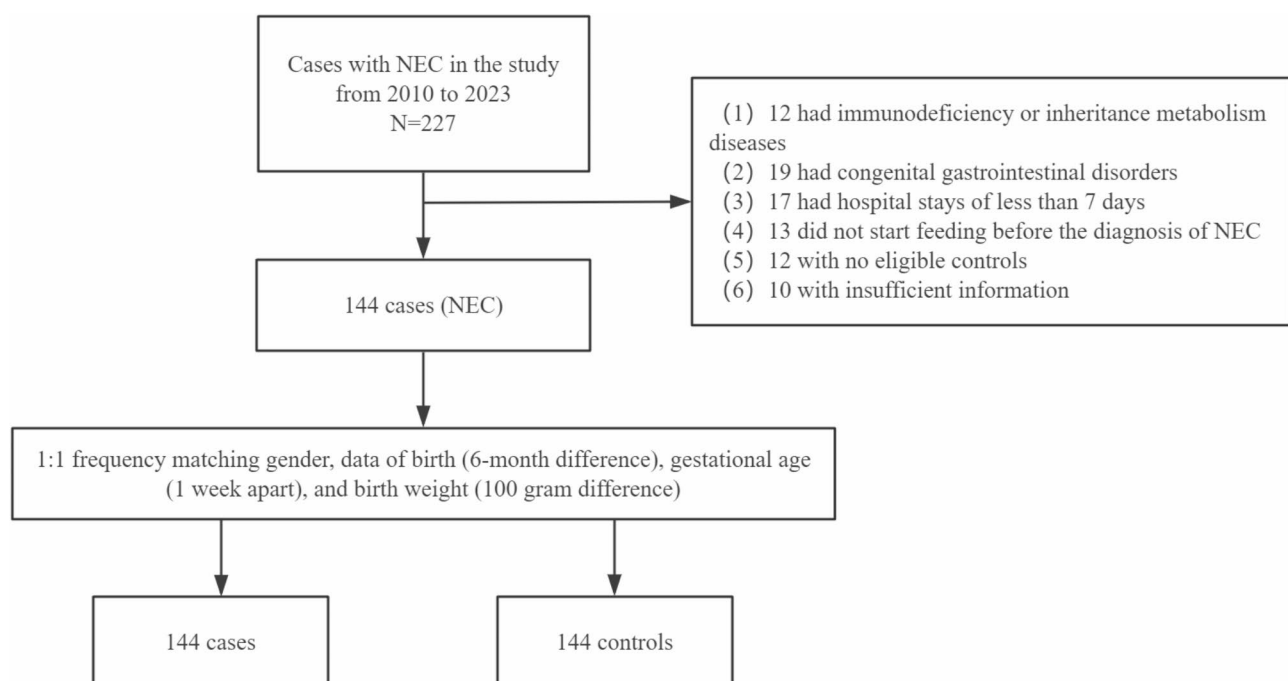 Cases with NEC in the study
from 2010 to 2023
N=227
(1) 12 had immunodeficiency or inheritance metabolism
diseases
(2) 19 had congenital gastrointestinal disorders
(3) 17 had hospital stays of less than 7 days
(4) 13 did not start feeding before the diagnosis of NEC
(5) 12 with no eligible controls
(6) 10 with insufficient information
144 cases (NEC)
1:1 frequency matching gender, data of birth (6-month difference), gestational age
(1 week apart), and birth weight (100 gram difference)
144 cases
144 controls